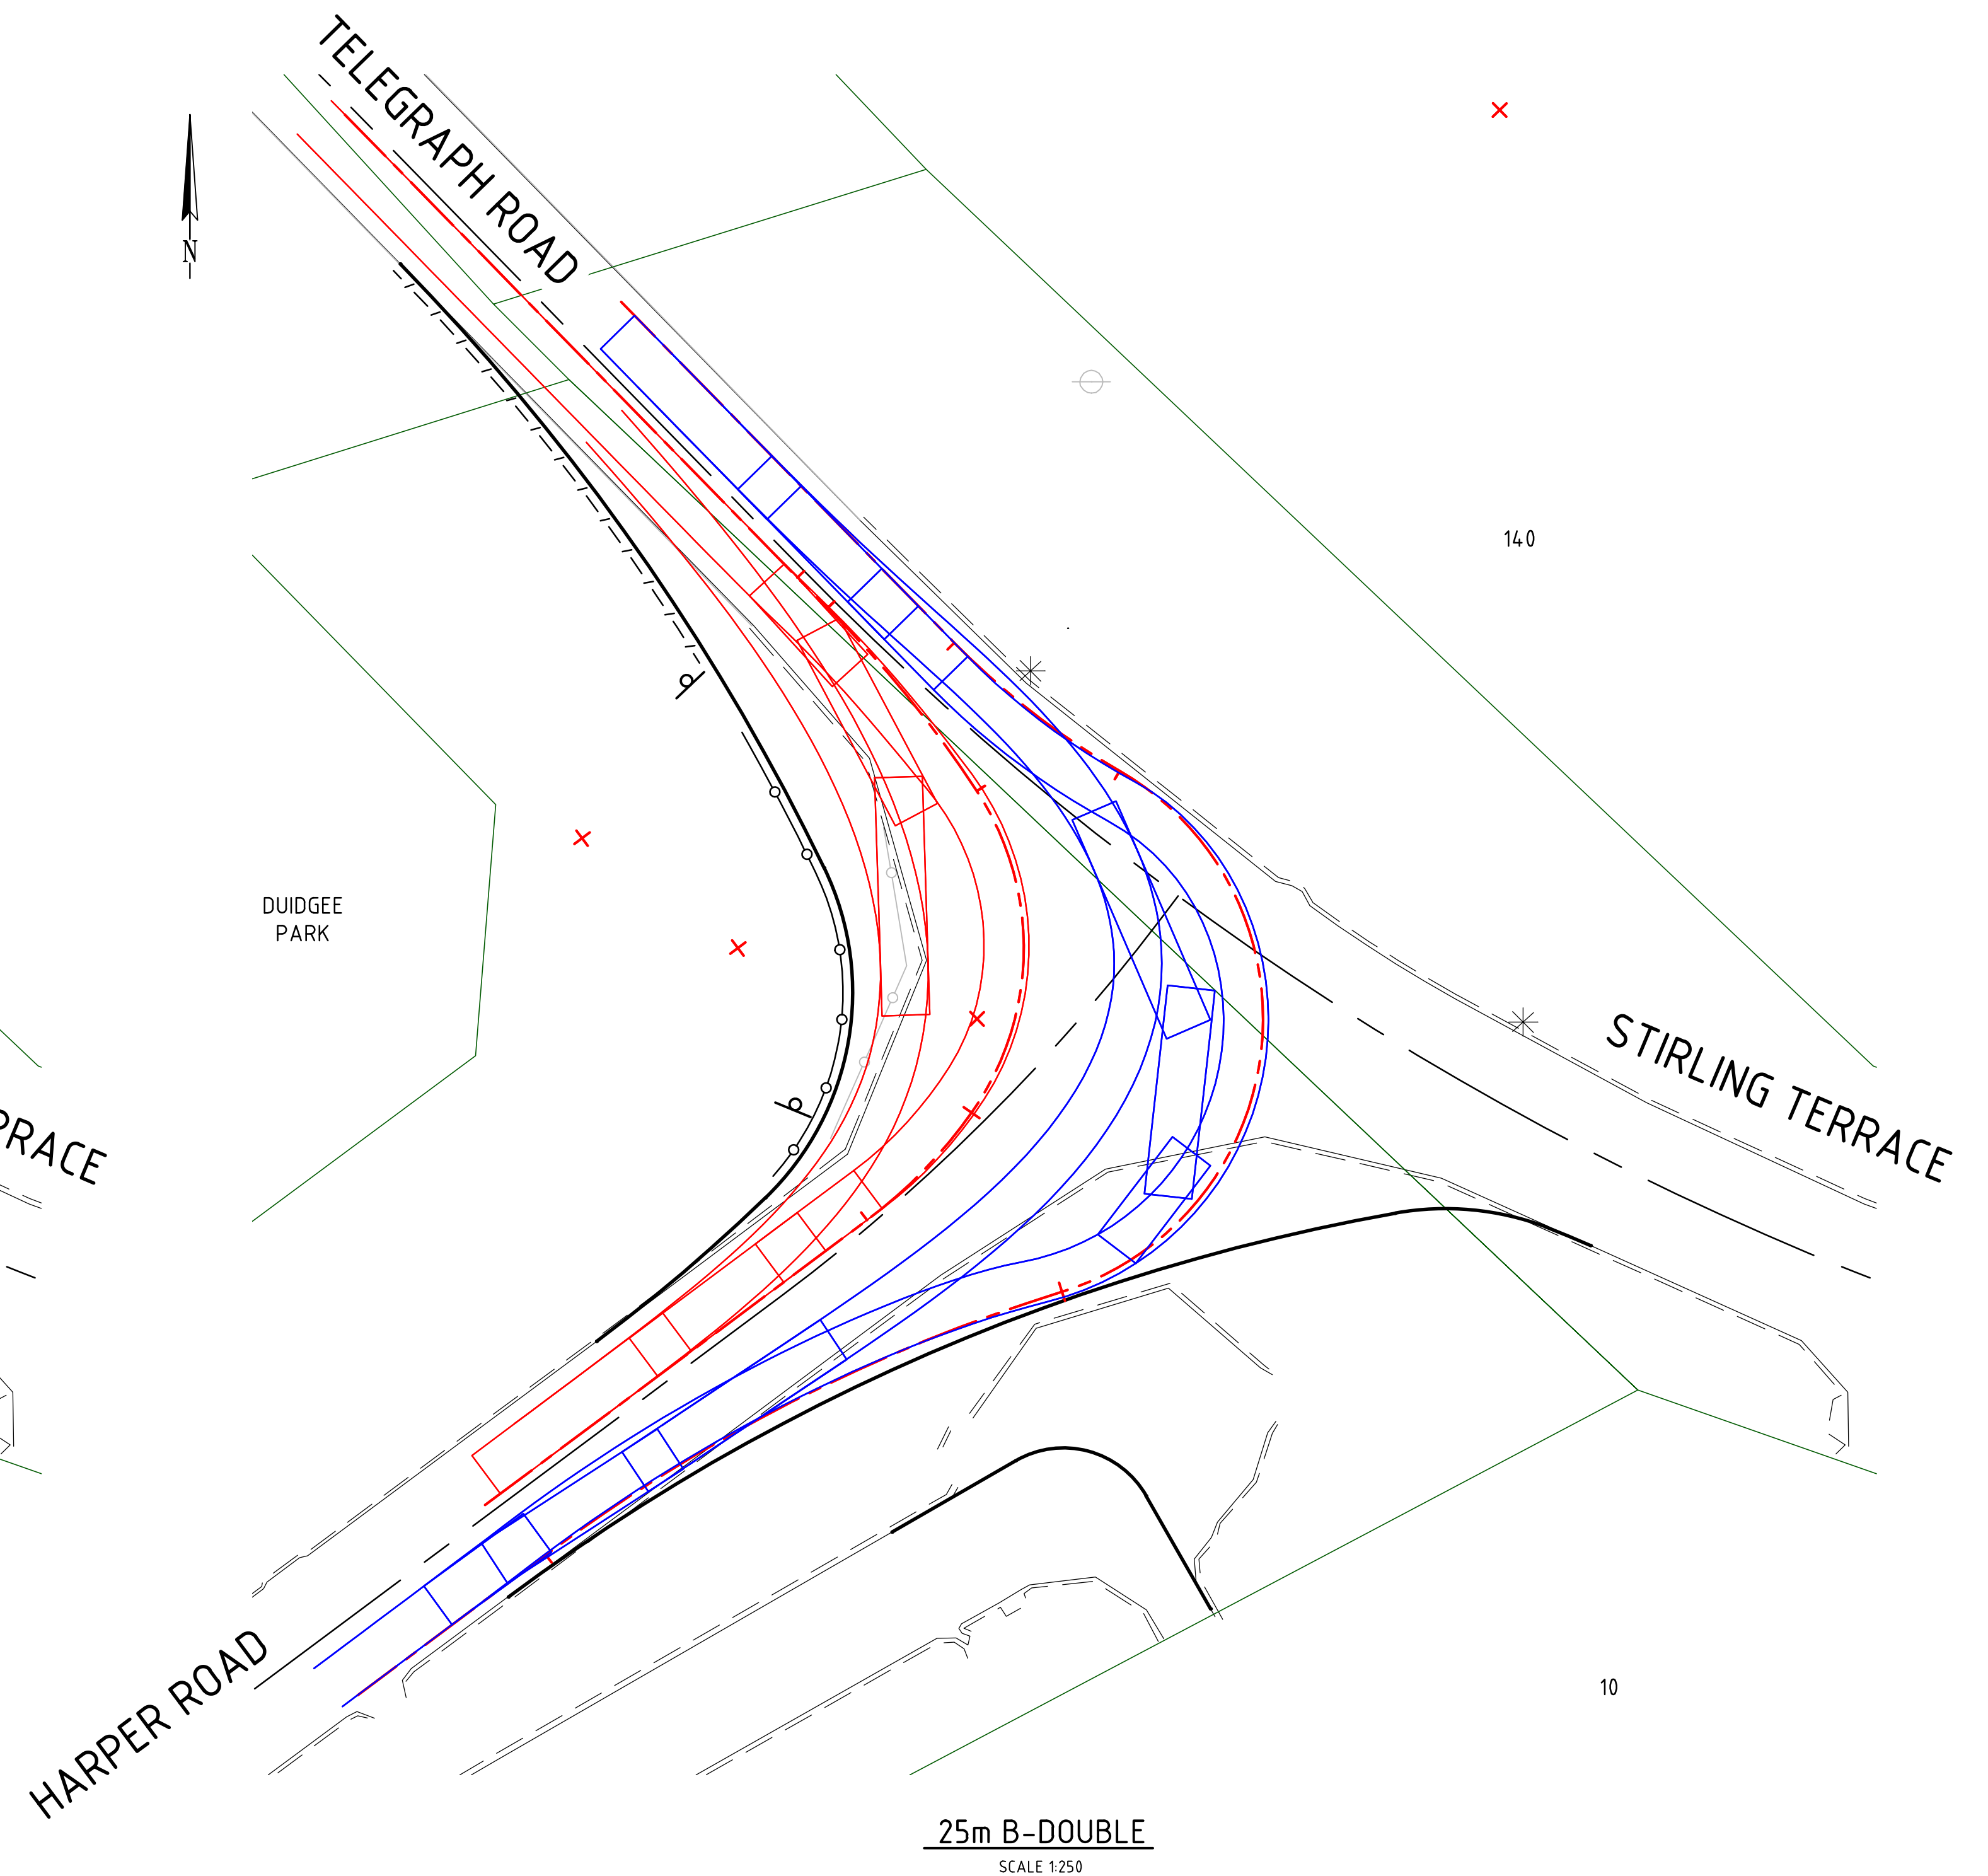 TELEGRAPH ROAD
N
140
DUIDGEE
PARK
STIRLING TERRACE
RRACE
HARPER ROAD
10
25m B-DOUBLE
SCALE 1:250